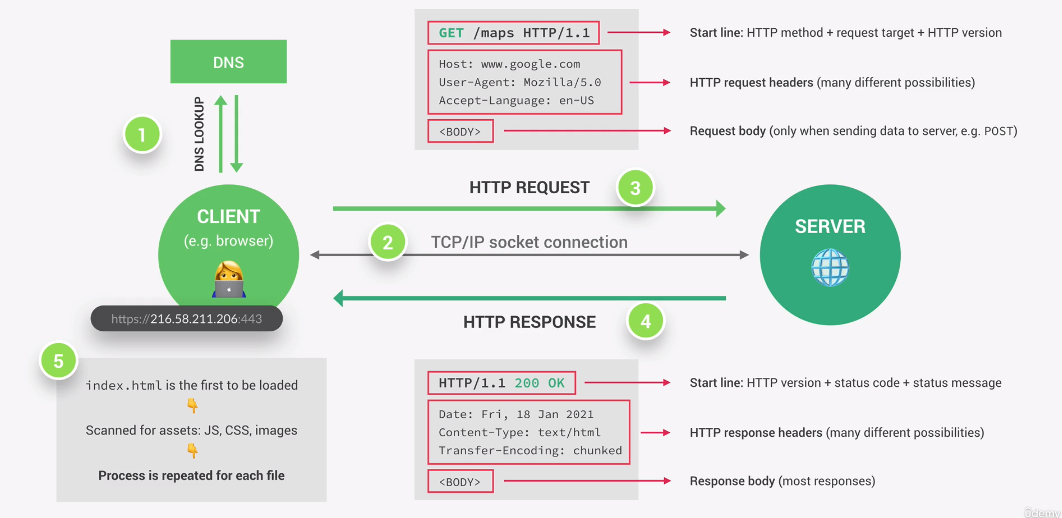 DNS
DNS LOOKUP
1
CLIENT
(e.g. browser)
https://216.58.211.206:443
GET /maps HTTP/1.1
Start line: HTTP method + request target + HTTP version
Host: www.google.com
User-Agent: Mozilla/5.0
Accept-Language: en-US
HTTP request headers (many different possibilities)
<BODY>
Request body (only when sending data to server, e.g. POST)
HTTP REQUEST
3
2
TCP/IP socket connection
HTTP RESPONSE
4
SERVER
5
index.html is the first to be loaded
Scanned for assets: JS, CSS, images
Process is repeated for each file
HTTP/1.1 200 OK
Start line: HTTP version + status code + status message
Date: Fri, 18 Jan 2021
Content-Type: text/html
Transfer-Encoding: chunked
HTTP response headers (many different possibilities)
<BODY>
Response body (most responses)
ûdemy